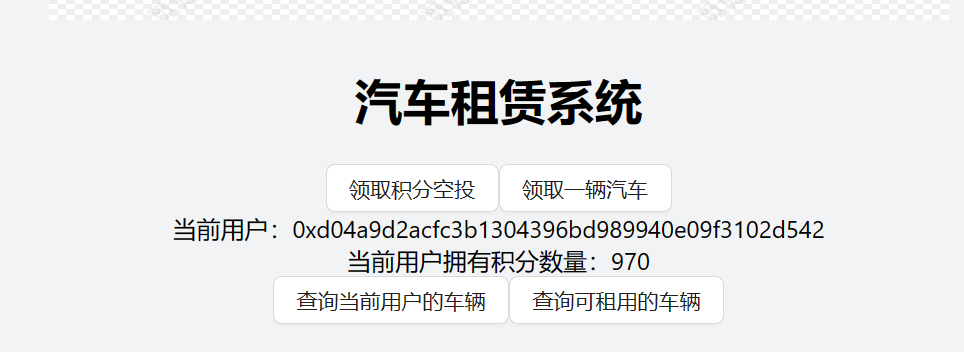 汽车租赁系统
领取积分空投 领取一辆汽车
当前用户：0xd04a9d2acfc3b1304396bd989940e09f3102d542
当前用户拥有积分数量：970
查询当前用户的车辆 查询可租用的车辆